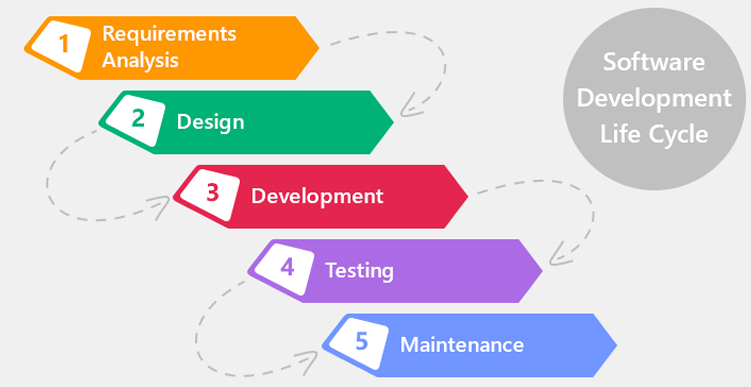 1
Requirements
Analysis
2
Design
3
Development
4
Testing
5
Maintenance
Software
Development
Life Cycle